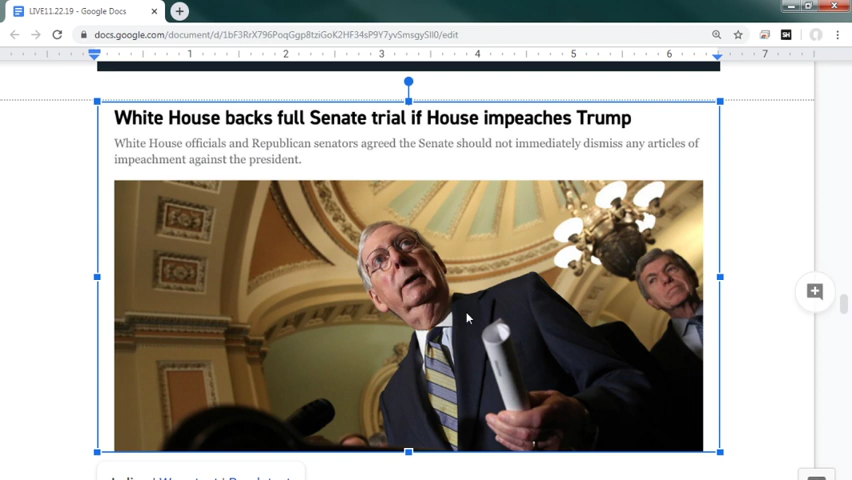 LIVE11.22.19 - Google Docs
docs.google.com/document/d/1bF3RrX796PoqGgp8tziGoK2HF34sP9Y7yvSmsgySlI0/edit
SH
1 2 3 4 5 6 7
White House backs full Senate trial if House impeaches Trump
White House officials and Republican senators agreed the Senate should not immediately dismiss any articles of
impeachment against the president.